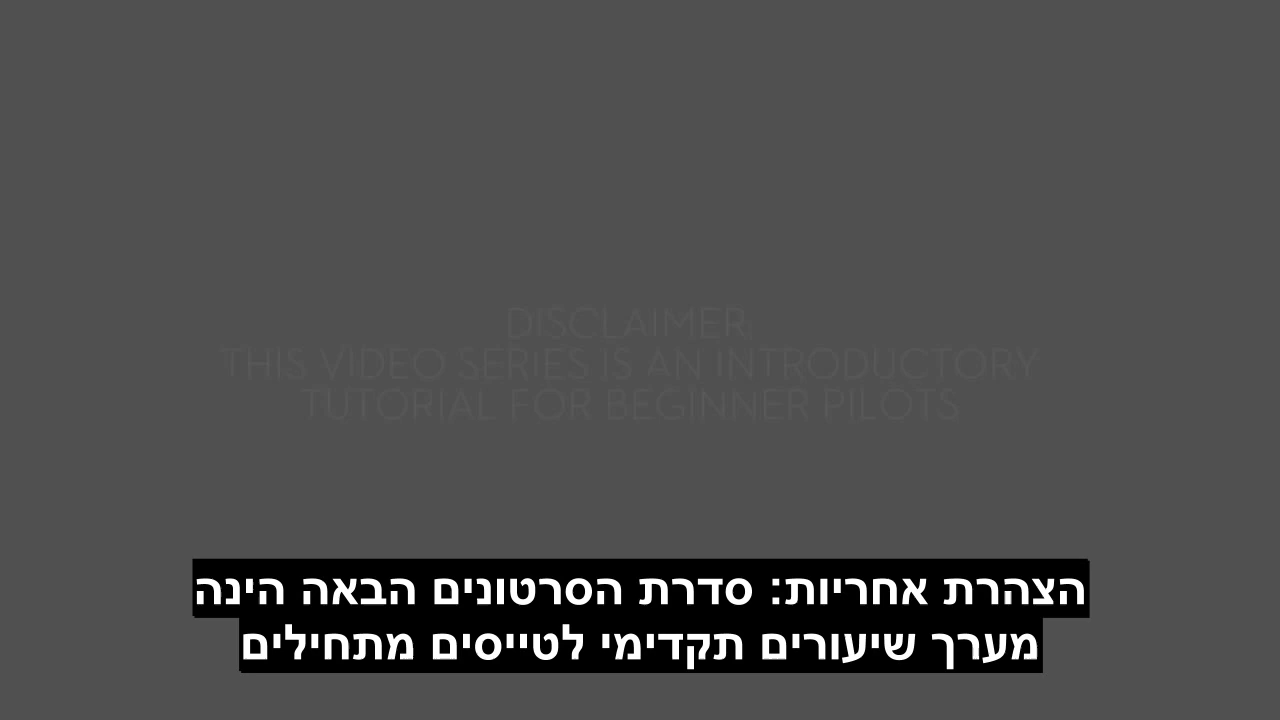 DISCLAIMER:
THIS VIDEO SERIES IS AN INTRODUCTORY
TUTORIAL FOR BEGINNER PILOTS
הצהרת אחריות: סדרת הסרטונים הבאה הינה
מערך שיעורים תקדימי לטייסים מתחילים